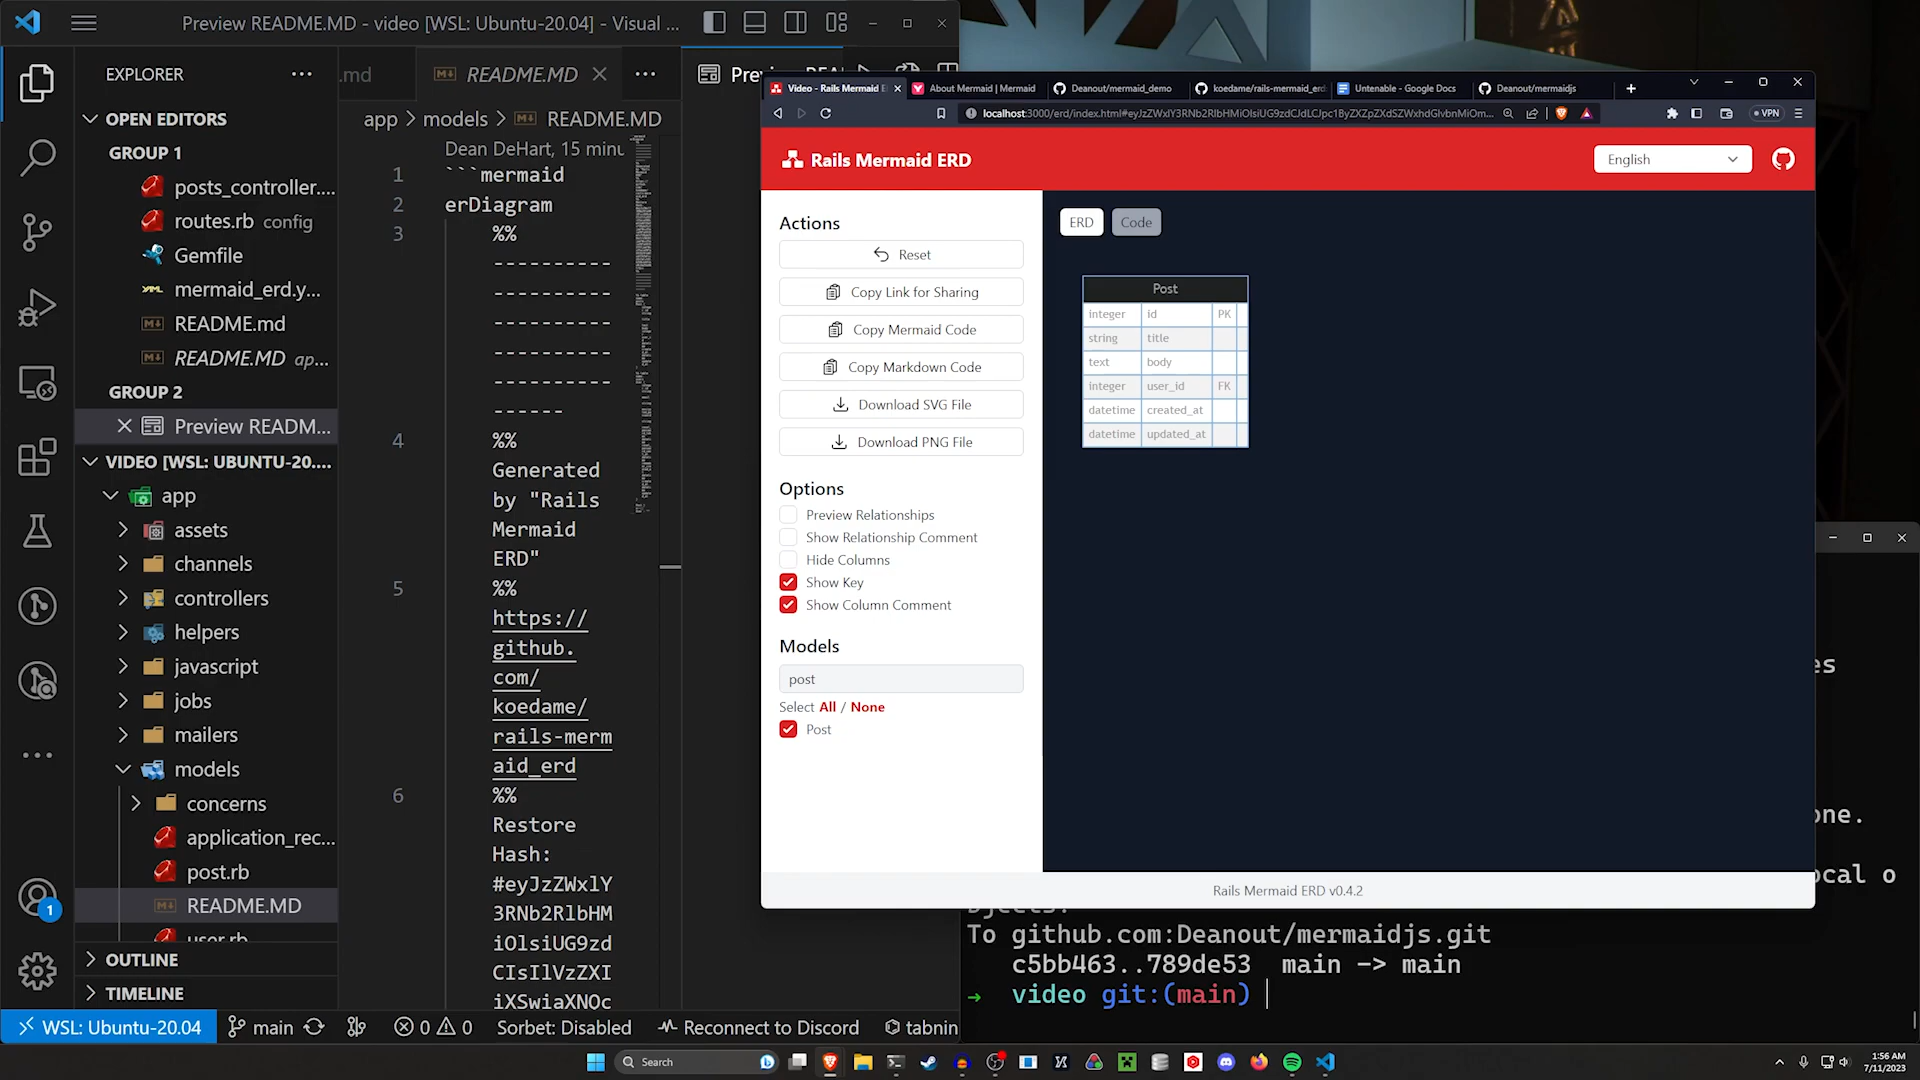 Preview README.MD - video [WSL: Ubuntu-20.04] - Visual ...
EXPLORER
.md
README.MD
OPEN EDITORS
GROUP 1
posts_controller....
routes.rb config
Gemfile
mermaid_erd.y...
README.md
README.MD ap...
GROUP 2
Preview READM...
VIDEO [WSL: UBUNTU-20....
app
assets
channels
controllers
helpers
javascript
jobs
mailers
models
concerns
application_rec...
post.rb
README.MD
user.rb
OUTLINE
TIMELINE
app > models > README.MD
Dean DeHart, 15 minu
1 ```mermaid
2 erDiagram
3 %%
----------
----------
----------
----------
----------
------
4 %%
Generated
by "Rails
Mermaid
ERD"
5 %%
https://
github.
com/
koedame/
rails-merm
aid_erd
6 %%
Restore
Hash:
#eyJzZWxlY
3RNb2RlbHM
iOlsiUG9zd
CIsIlVzZXI
iXSwiaXNQc
Video - Rails Mermaid E
About Mermaid | Mermaid
Deanout/mermaid_demo
koedame/rails-mermaid_erd
Untenable - Google Docs
Deanout/mermaidjs
VPN
Rails Mermaid ERD
English
Actions
Reset
Copy Link for Sharing
Copy Mermaid Code
Copy Markdown Code
Download SVG File
Download PNG File
Options
Preview Relationships
Show Relationship Comment
Hide Columns
Show Key
Show Column Comment
Models
post
Select All / None
Post
ERD
Code
Post
integer id PK
string title
text body
integer user_id FK
datetime created_at
datetime updated_at
Rails Mermaid ERD v0.4.2
To github.com:Deanout/mermaidjs.git
c5bb463..789de53 main -> main
→ video git:(main)
WSL: Ubuntu-20.04
main
0
0
Sorbet: Disabled
Reconnect to Discord
tabnin
1
Search
1:56 AM
7/11/2023